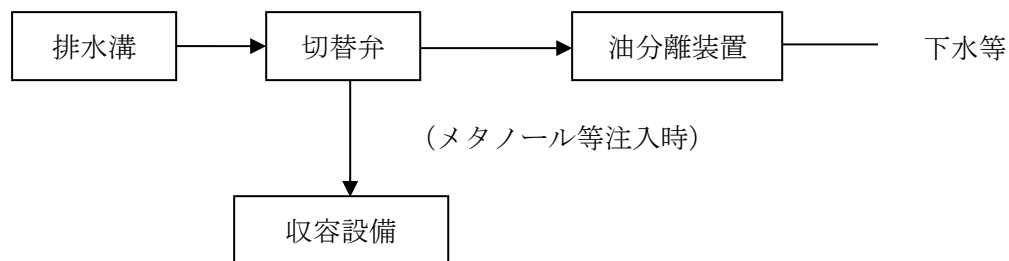 排水溝
切替弁
油分離装置
下水等
（メタノール等注入時）
収容設備